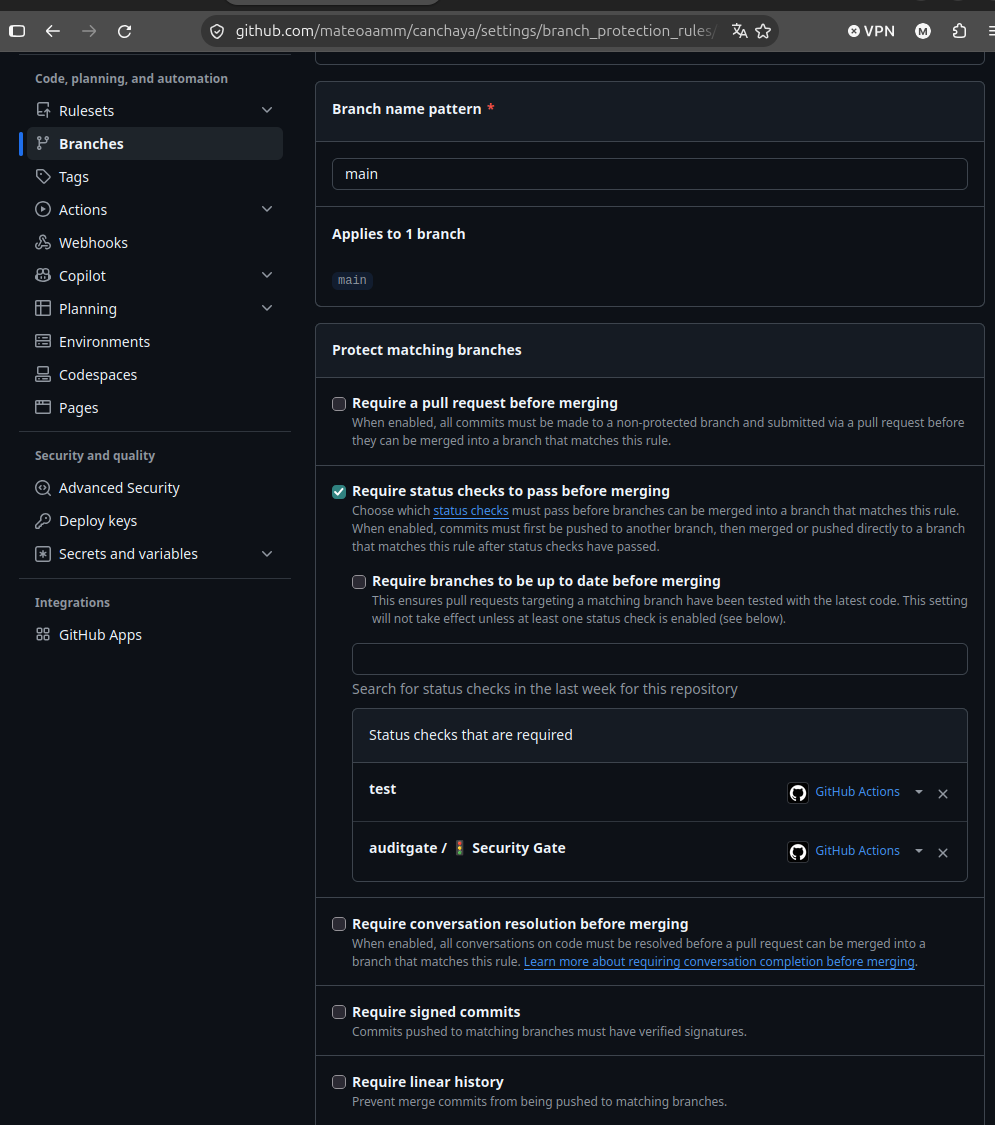 github.com/mateoaamm/canchaya/settings/branch_protection_rules/
VPN
M
Code, planning, and automation
Rulesets
Branches
Tags
Actions
Webhooks
Copilot
Planning
Environments
Codespaces
Pages
Security and quality
Advanced Security
Deploy keys
Secrets and variables
Integrations
GitHub Apps
Branch name pattern *
main
Applies to 1 branch
main
Protect matching branches
Require a pull request before merging
When enabled, all commits must be made to a non-protected branch and submitted via a pull request before
they can be merged into a branch that matches this rule.
Require status checks to pass before merging
Choose which status checks must pass before branches can be merged into a branch that matches this rule.
When enabled, commits must first be pushed to another branch, then merged or pushed directly to a branch
that matches this rule after status checks have passed.
Require branches to be up to date before merging
This ensures pull requests targeting a matching branch have been tested with the latest code. This setting
will not take effect unless at least one status check is enabled (see below).
Search for status checks in the last week for this repository
Status checks that are required
test
GitHub Actions
auditgate / 🚦 Security Gate
GitHub Actions
Require conversation resolution before merging
When enabled, all conversations on code must be resolved before a pull request can be merged into a
branch that matches this rule. Learn more about requiring conversation completion before merging.
Require signed commits
Commits pushed to matching branches must have verified signatures.
Require linear history
Prevent merge commits from being pushed to matching branches.